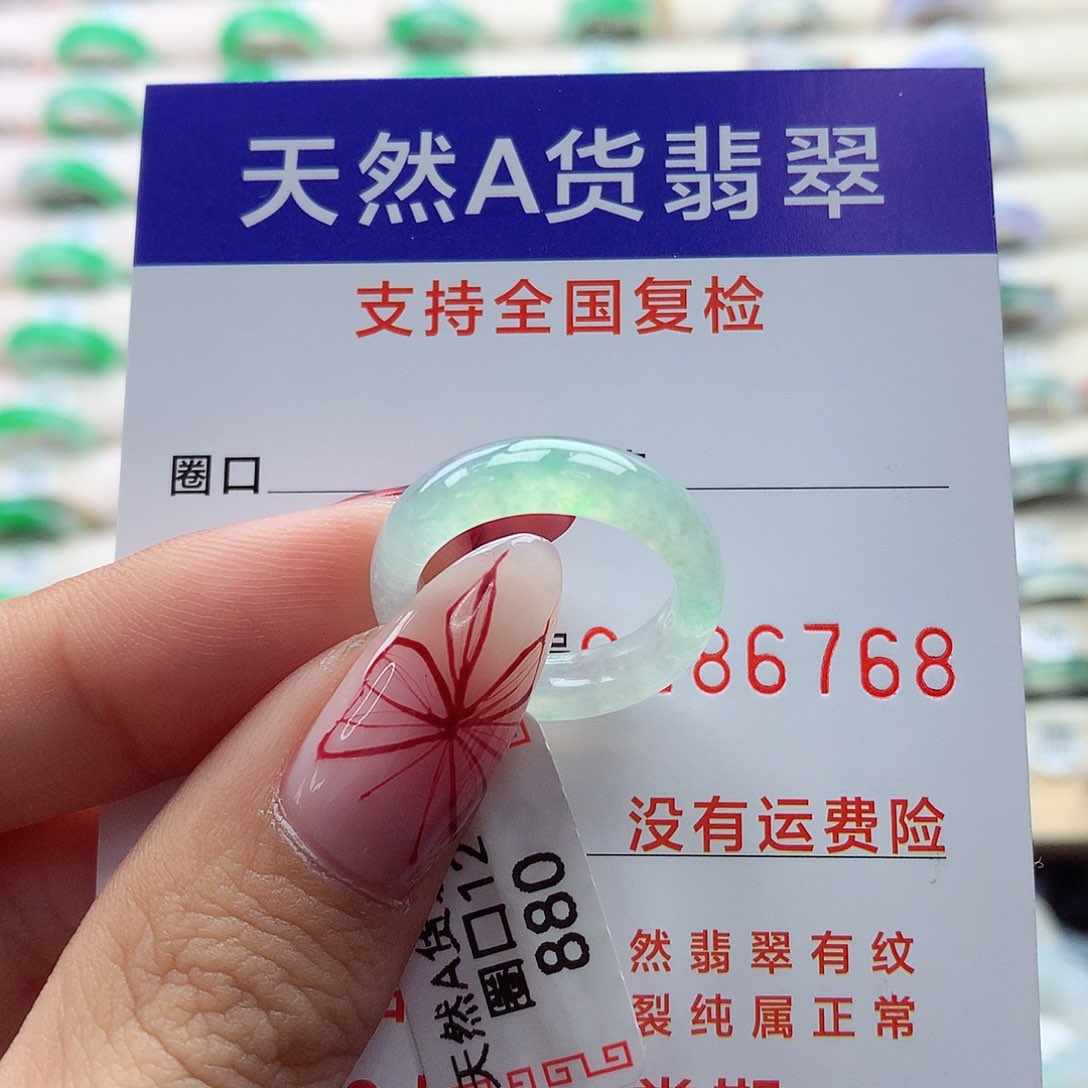 天然A货翡翠
支持全国复检
圈口
86768
没有运费险
然翡翠有纹
裂纯属正常
天然A货
圈口12
880